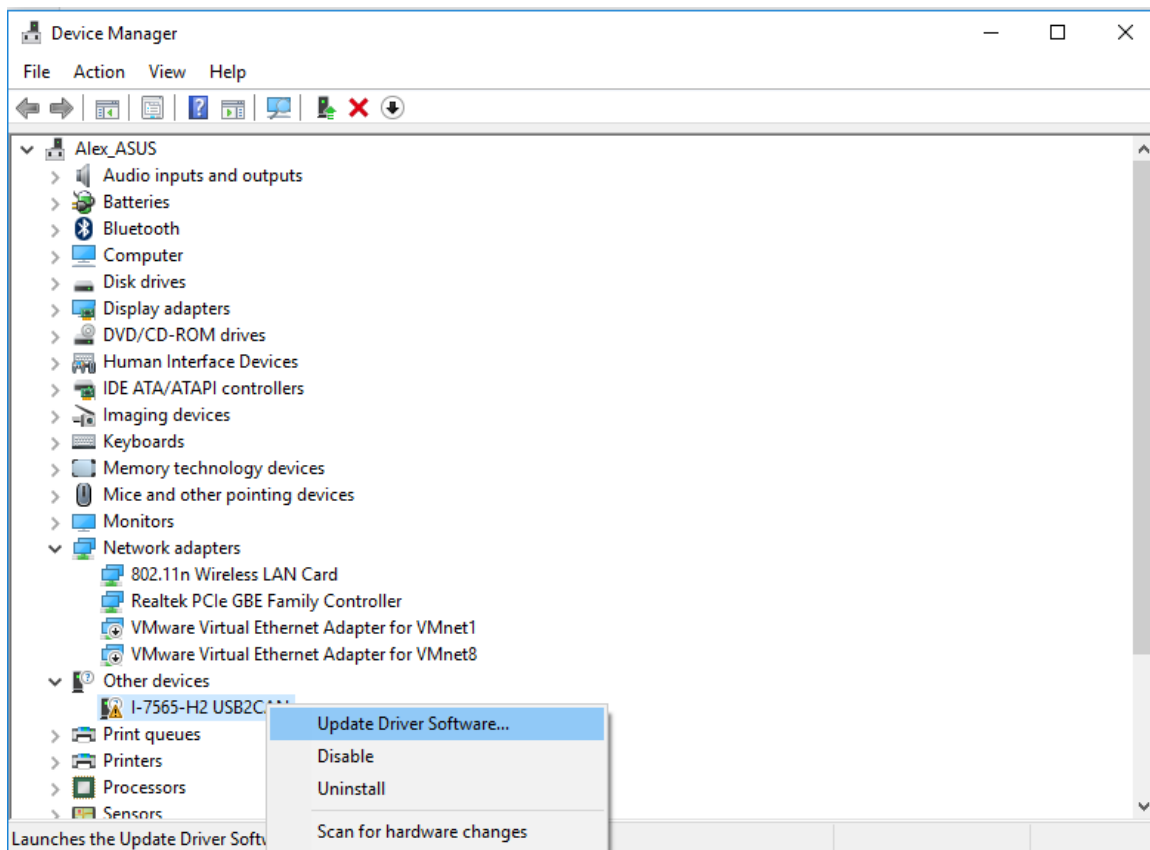 Device Manager
File Action View Help
Alex_ASUS
Audio inputs and outputs
Batteries
Bluetooth
Computer
Disk drives
Display adapters
DVD/CD-ROM drives
Human Interface Devices
IDE ATA/ATAPI controllers
Imaging devices
Keyboards
Memory technology devices
Mice and other pointing devices
Monitors
Network adapters
802.11n Wireless LAN Card
Realtek PCIe GBE Family Controller
VMware Virtual Ethernet Adapter for VMnet1
VMware Virtual Ethernet Adapter for VMnet8
Other devices
I-7565-H2 USB2CAN
Update Driver Software...
Print queues
Disable
Printers
Uninstall
Processors
Sensors
Scan for hardware changes
Launches the Update Driver